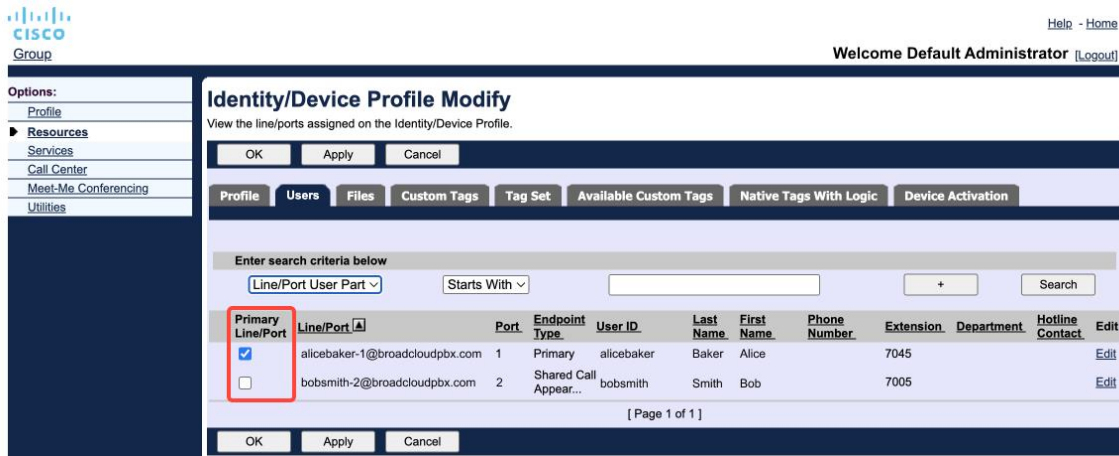 CISCO
Help - Home
Group
Welcome Default Administrator [Logout]
Options:
Profile
Resources
Services
Call Center
Meet-Me Conferencing
Utilities
Identity/Device Profile Modify
View the line/ports assigned on the Identity/Device Profile.
OK Apply Cancel
Profile Users Files Custom Tags Tag Set Available Custom Tags Native Tags With Logic Device Activation
Enter search criteria below
Line/Port User Part Starts With + Search
Primary Line/Port Line/Port Port Endpoint Type User ID Last Name First Name Phone Number Extension Department Hotline Contact Edit
alicebaker-1@broadcloudpbx.com 1 Primary alicebaker Baker Alice 7045 Edit
bobsmith-2@broadcloudpbx.com 2 Shared Call Appear... bobsmith Smith Bob 7005 Edit
[ Page 1 of 1 ]
OK Apply Cancel